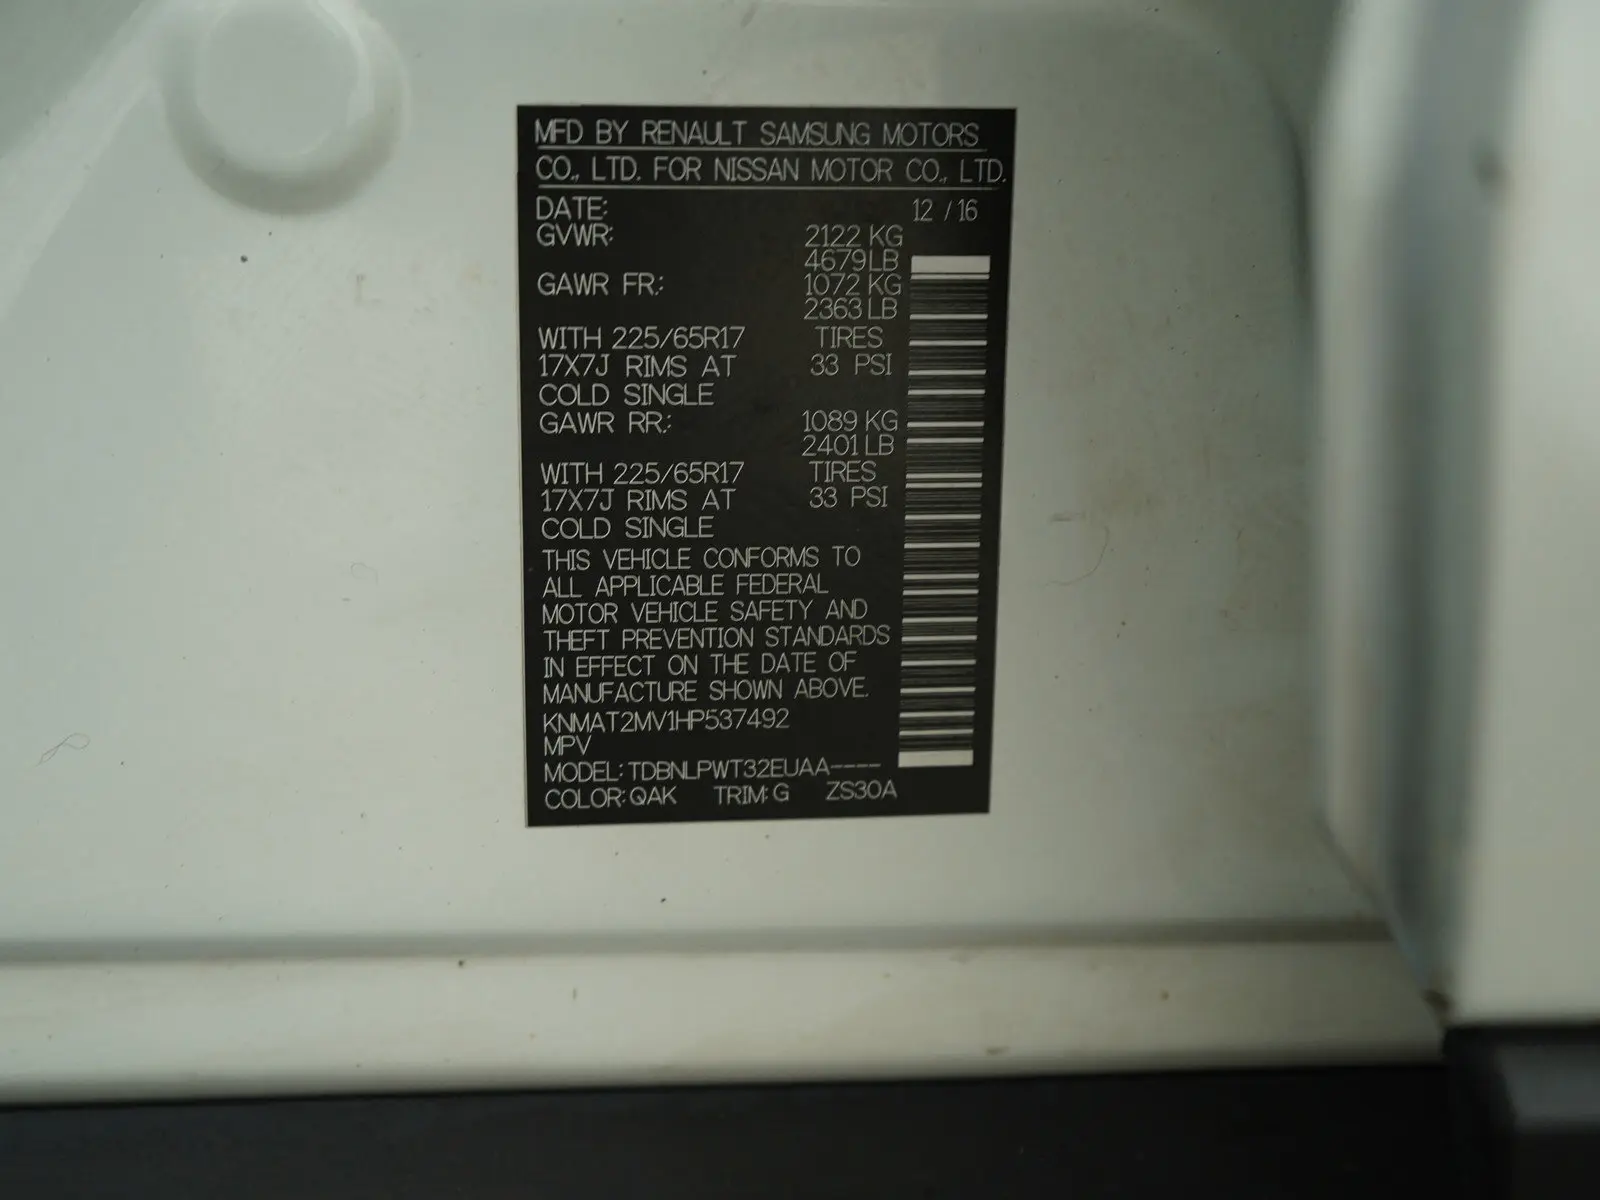 MFD BY RENAULT SAMSUNG MOTORS
CO., LTD. FOR NISSAN MOTOR CO., LTD.
DATE: 12 / 16
GVWR: 2122 KG
4679 LB
GAWR FR.: 1072 KG
2363 LB
WITH 225/65R17 TIRES
17X7J RIMS AT 33 PSI
COLD SINGLE
GAWR RR.: 1089 KG
2401 LB
WITH 225/65R17 TIRES
17X7J RIMS AT 33 PSI
COLD SINGLE
THIS VEHICLE CONFORMS TO
ALL APPLICABLE FEDERAL
MOTOR VEHICLE SAFETY AND
THEFT PREVENTION STANDARDS
IN EFFECT ON THE DATE OF
MANUFACTURE SHOWN ABOVE.
KNMAT2MV1HP537492
MPV
MODEL: TDBNLPWT32EUAA----
COLOR: QAK TRIM: G ZS30A